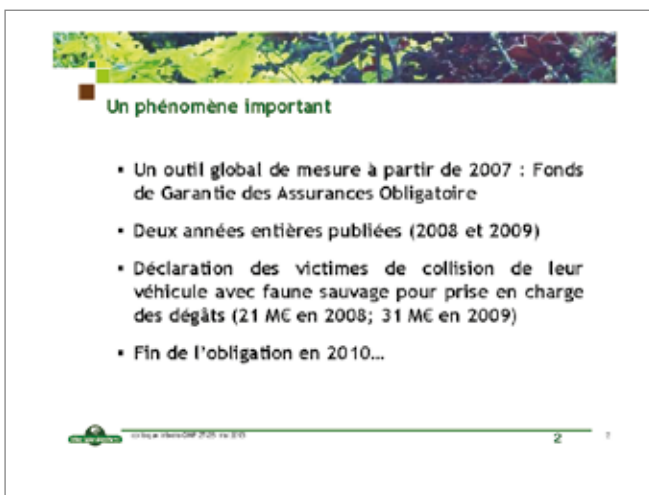 Un phénomène important
▪ Un outil global de mesure à partir de 2007 : Fonds
de Garantie des Assurances Obligatoire
▪ Deux années entières publiées (2008 et 2009)
▪ Déclaration des victimes de collision de leur
véhicule avec faune sauvage pour prise en charge
des dégâts (21 M€ en 2008; 31 M€ en 2009)
▪ Fin de l'obligation en 2010…
2